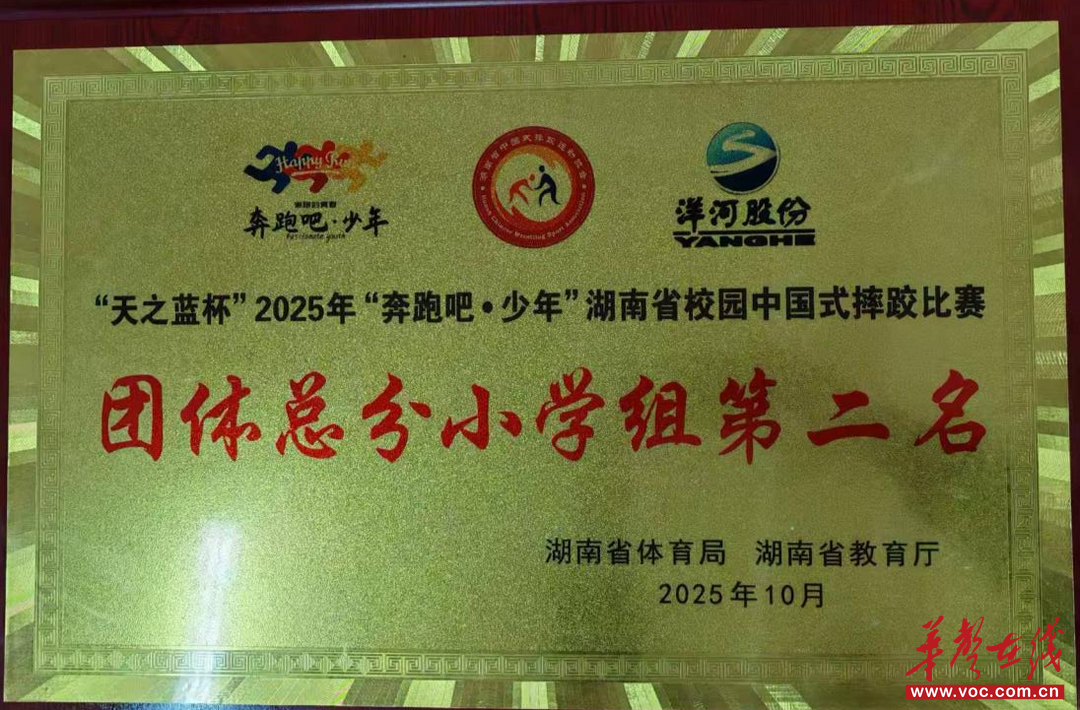 Happy Run
奔跑吧·少年
Passionate youth
洋河股份
YANGHE
“天之蓝杯”2025年“奔跑吧·少年”湖南省校园中国式摔跤比赛
团体总分小学组第二名
湖南省体育局 湖南省教育厅
2025年10月
华声在线
www.voc.com.cn